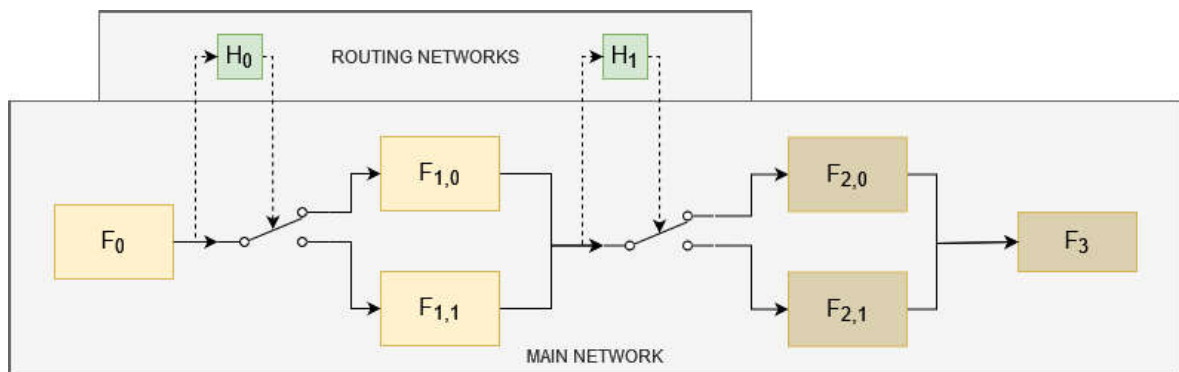 H0
ROUTING NETWORKS
H1
F0
F1,0
F1,1
F2,0
F2,1
F3
MAIN NETWORK